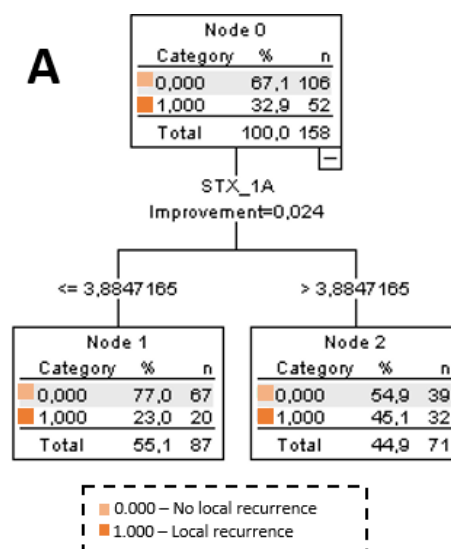 A
Node 0
Category % n
0,000 67,1 106
1,000 32,9 52
Total 100,0 158
STX_1A
Improvement=0,024
<= 3,8847165
> 3,8847165
Node 1
Category % n
0,000 77,0 67
1,000 23,0 20
Total 55,1 87
Node 2
Category % n
0,000 54,9 39
1,000 45,1 32
Total 44,9 71
0.000 – No local recurrence
1.000 – Local recurrence